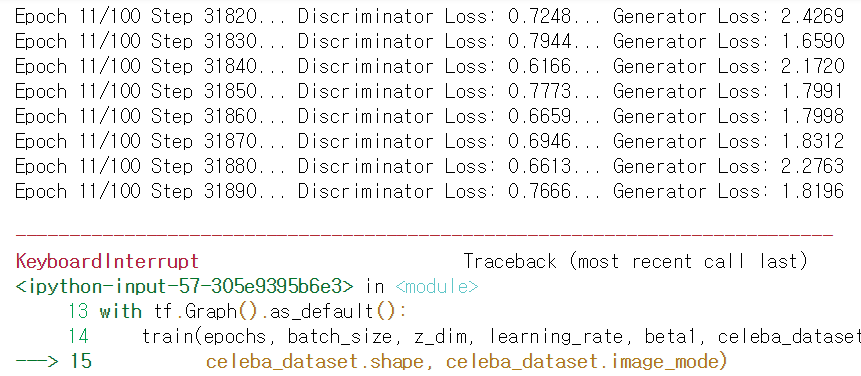 Epoch 11/100 Step 31820... Discriminator Loss: 0.7248... Generator Loss: 2.4269
Epoch 11/100 Step 31830... Discriminator Loss: 0.7944... Generator Loss: 1.6590
Epoch 11/100 Step 31840... Discriminator Loss: 0.6166... Generator Loss: 2.1720
Epoch 11/100 Step 31850... Discriminator Loss: 0.7773... Generator Loss: 1.7991
Epoch 11/100 Step 31860... Discriminator Loss: 0.6659... Generator Loss: 1.7998
Epoch 11/100 Step 31870... Discriminator Loss: 0.6946... Generator Loss: 1.8312
Epoch 11/100 Step 31880... Discriminator Loss: 0.6613... Generator Loss: 2.2763
Epoch 11/100 Step 31890... Discriminator Loss: 0.7666... Generator Loss: 1.8196
---------------------------------------------------------------------------
KeyboardInterrupt                         Traceback (most recent call last)
<ipython-input-57-305e9395b6e3> in <module>
     13 with tf.Graph().as_default():
     14     train(epochs, batch_size, z_dim, learning_rate, beta1, celeba_dataset
---> 15           celeba_dataset.shape, celeba_dataset.image_mode)